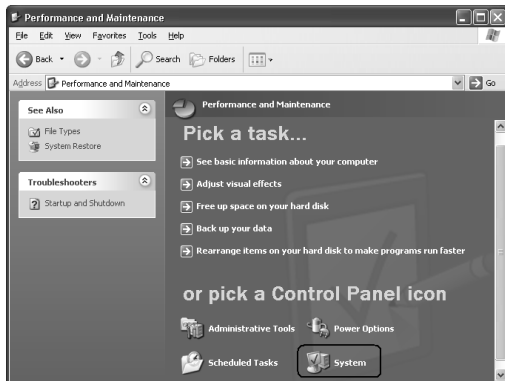 Performance and Maintenance
File Edit View Favorites Tools Help
Back Search Folders
Address Performance and Maintenance Go
See Also
File Types
System Restore
Troubleshooters
Startup and Shutdown
Performance and Maintenance
Pick a task...
See basic information about your computer
Adjust visual effects
Free up space on your hard disk
Back up your data
Rearrange items on your hard disk to make programs run faster
or pick a Control Panel icon
Administrative Tools Power Options
Scheduled Tasks System